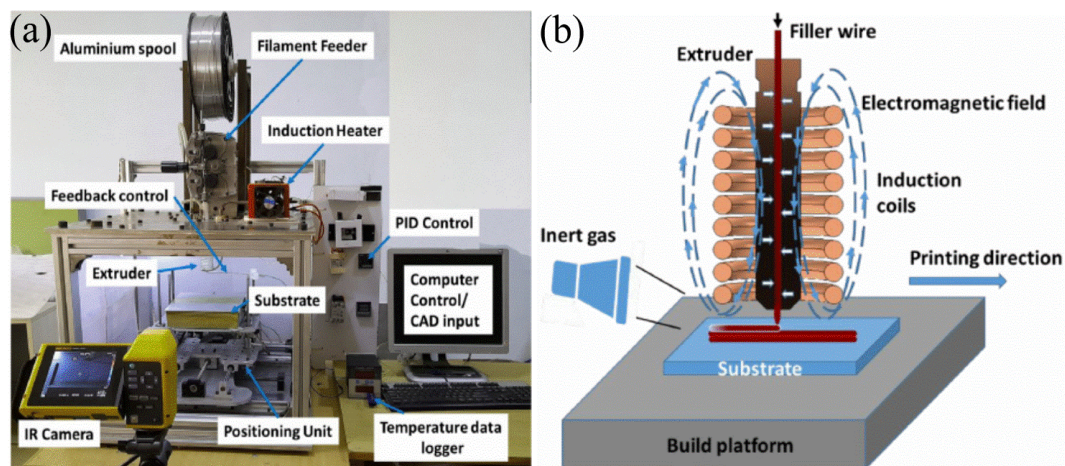 (a)
Aluminium spool
Filament Feeder
Induction Heater
Feedback control
PID Control
Extruder
Substrate
Computer
Control/
CAD input
IR Camera
Positioning Unit
Temperature data
logger
(b)
Filler wire
Extruder
Electromagnetic field
Induction
coils
Inert gas
Printing direction
Substrate
Build platform